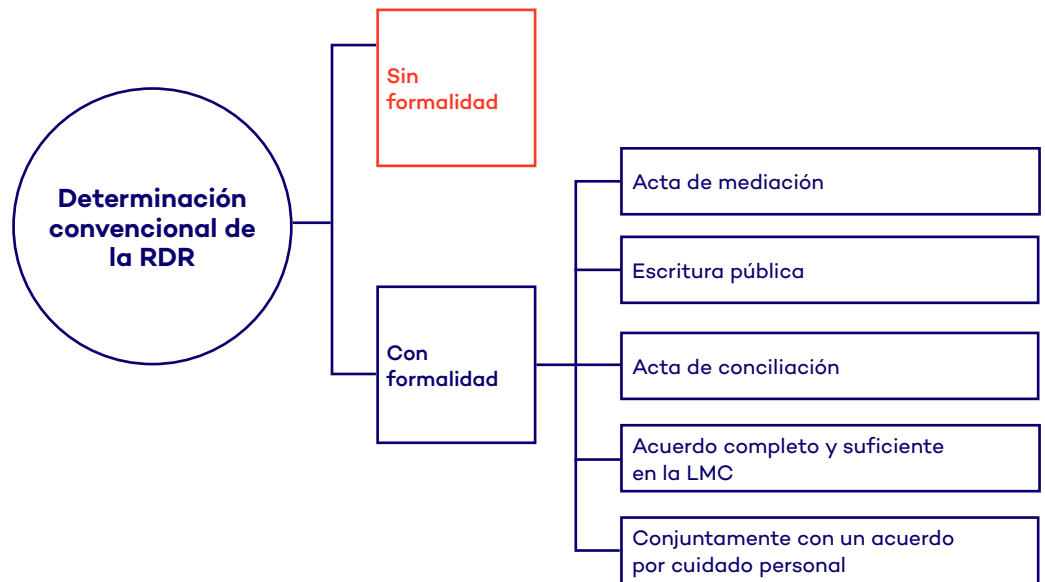 Sin
formalidad
Determinación
convencional de
la RDR
Con
formalidad
Acta de mediación
Escritura pública
Acta de conciliación
Acuerdo completo y suficiente
en la LMC
Conjuntamente con un acuerdo
por cuidado personal